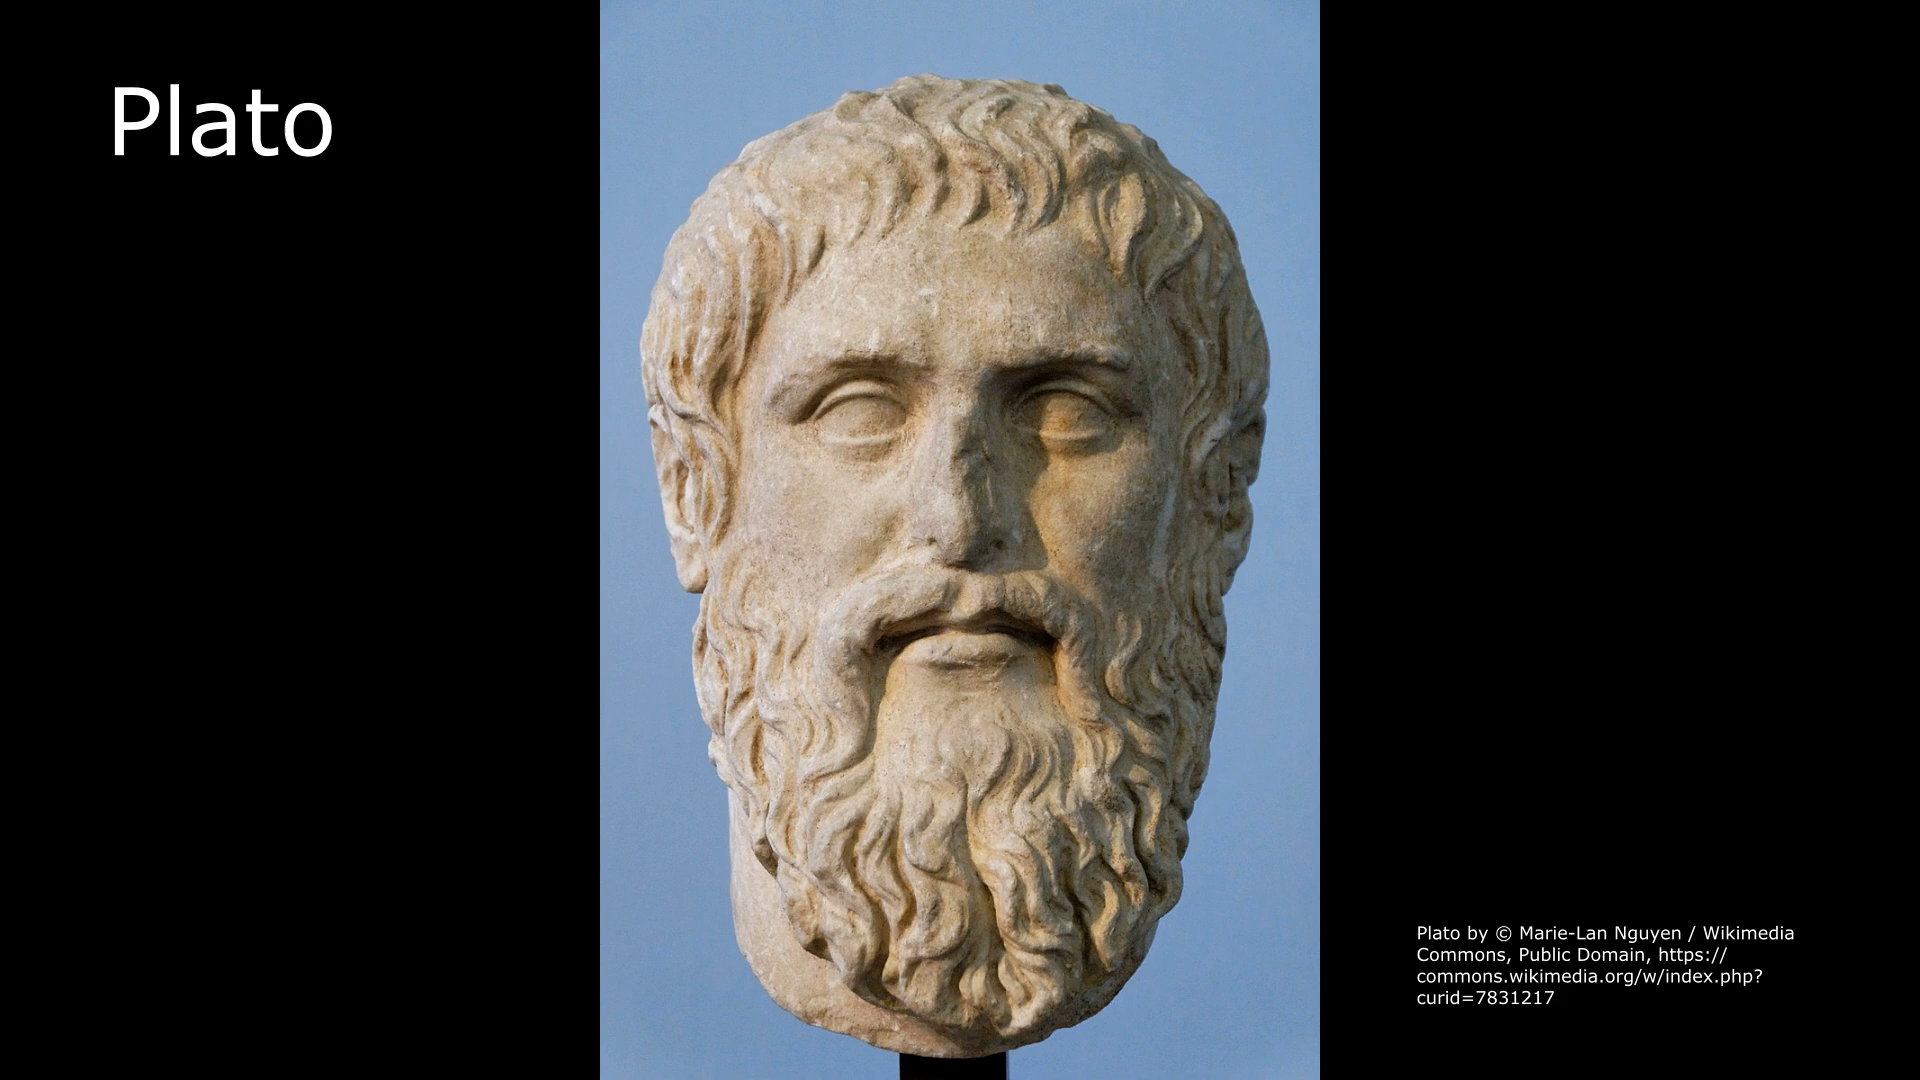 Plato
Plato by © Marie-Lan Nguyen / Wikimedia
Commons, Public Domain, https://
commons.wikimedia.org/w/index.php?
curid=7831217